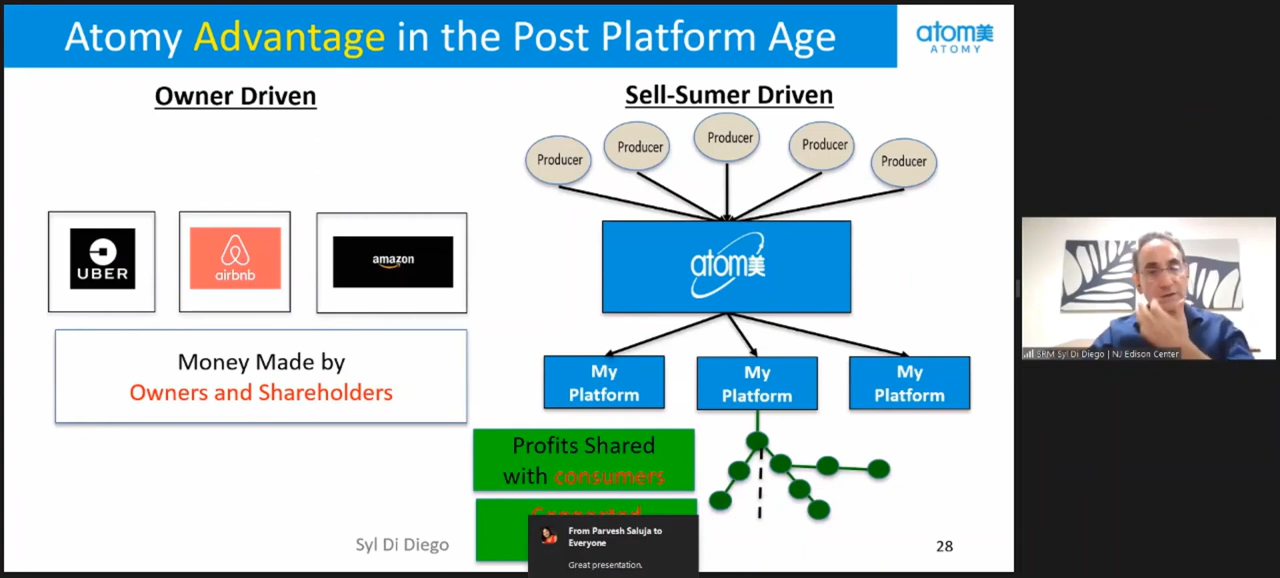 Atomy Advantage in the Post Platform Age
atom美
ATOMY
Owner Driven
Sell-Sumer Driven
Producer
Producer
Producer
Producer
Producer
UBER
airbnb
amazon
atom美
Money Made by
Owners and Shareholders
My
Platform
My
Platform
My
Platform
Profits Shared
with consumers
Syl Di Diego
28
From Parvesh Saluja to
Everyone
Great presentation.
SRM Syl Di Diego | NJ Edison Center